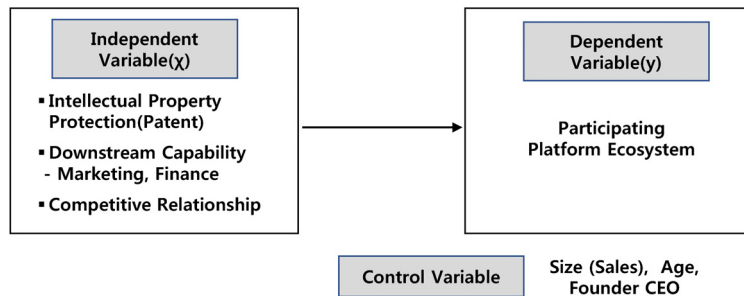 Independent
Variable(χ)
▪ Intellectual Property
Protection(Patent)
▪ Downstream Capability
- Marketing, Finance
▪ Competitive Relationship
Dependent
Variable(y)
Participating
Platform Ecosystem
Control Variable
Size (Sales), Age,
Founder CEO